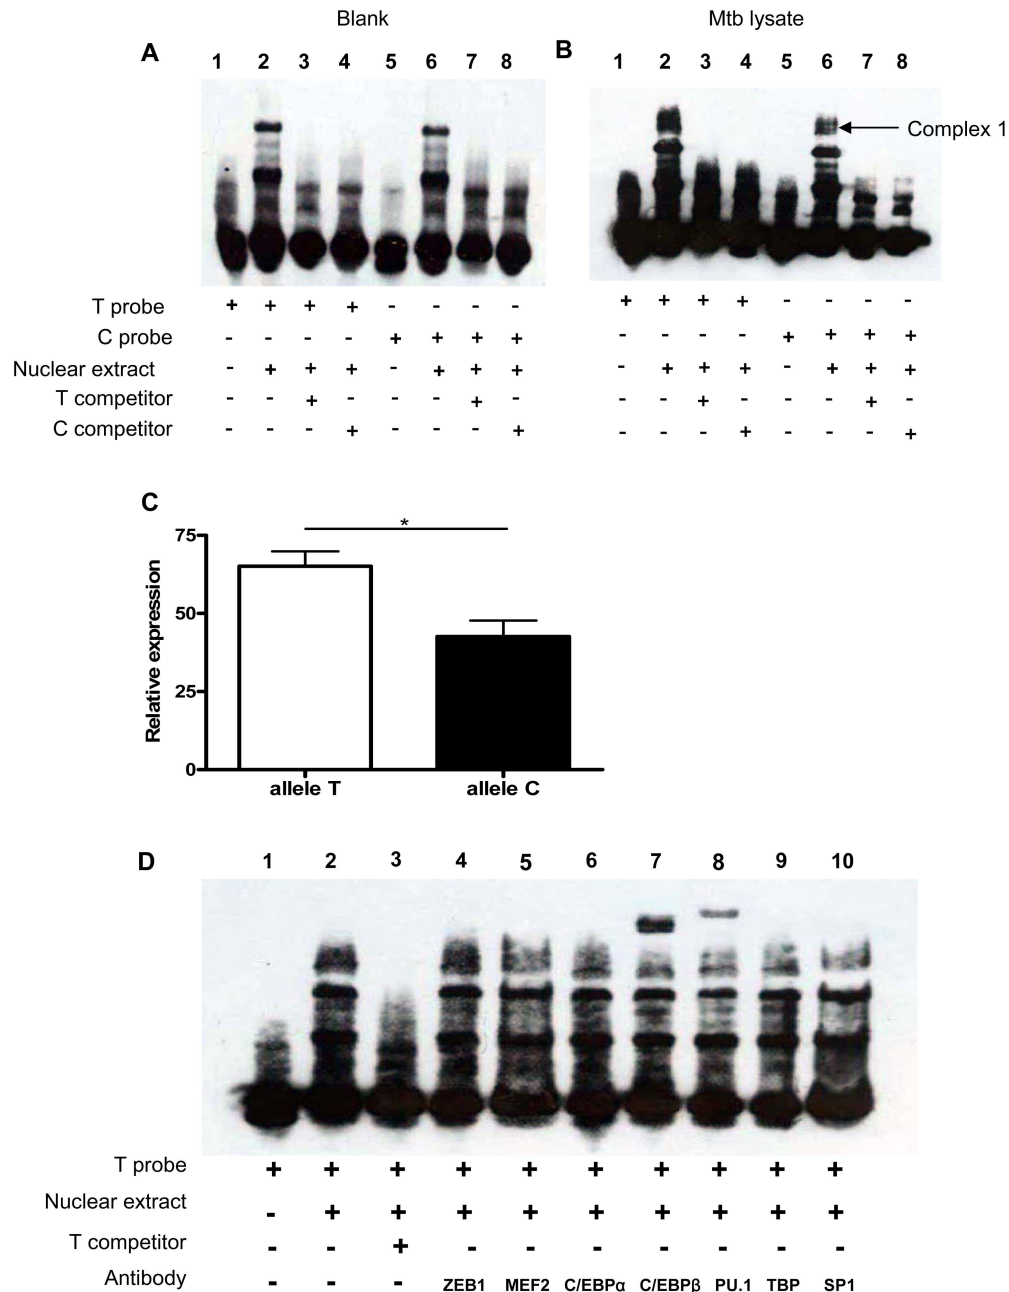 Blank
Mtb lysate
A
1 2 3 4 5 6 7 8
B
1 2 3 4 5 6 7 8
Complex 1
T probe + + + + - - - -
+ + + + - - - -
C probe - - - - + + + +
- - - - + + + +
Nuclear extract - + + + - + + +
- + + + - + + +
T competitor - - + - - - + -
- - + - - - + -
C competitor - - - + - - - +
- - - + - - - +
C
*
75
50
25
0
Relative expression
allele T allele C
D
1 2 3 4 5 6 7 8 9 10
T probe + + + + + + + + + +
Nuclear extract - + + + + + + + + +
T competitor - - + - - - - - - -
Antibody - - - ZEB1 MEF2 C/EBPα C/EBPβ PU.1 TBP SP1